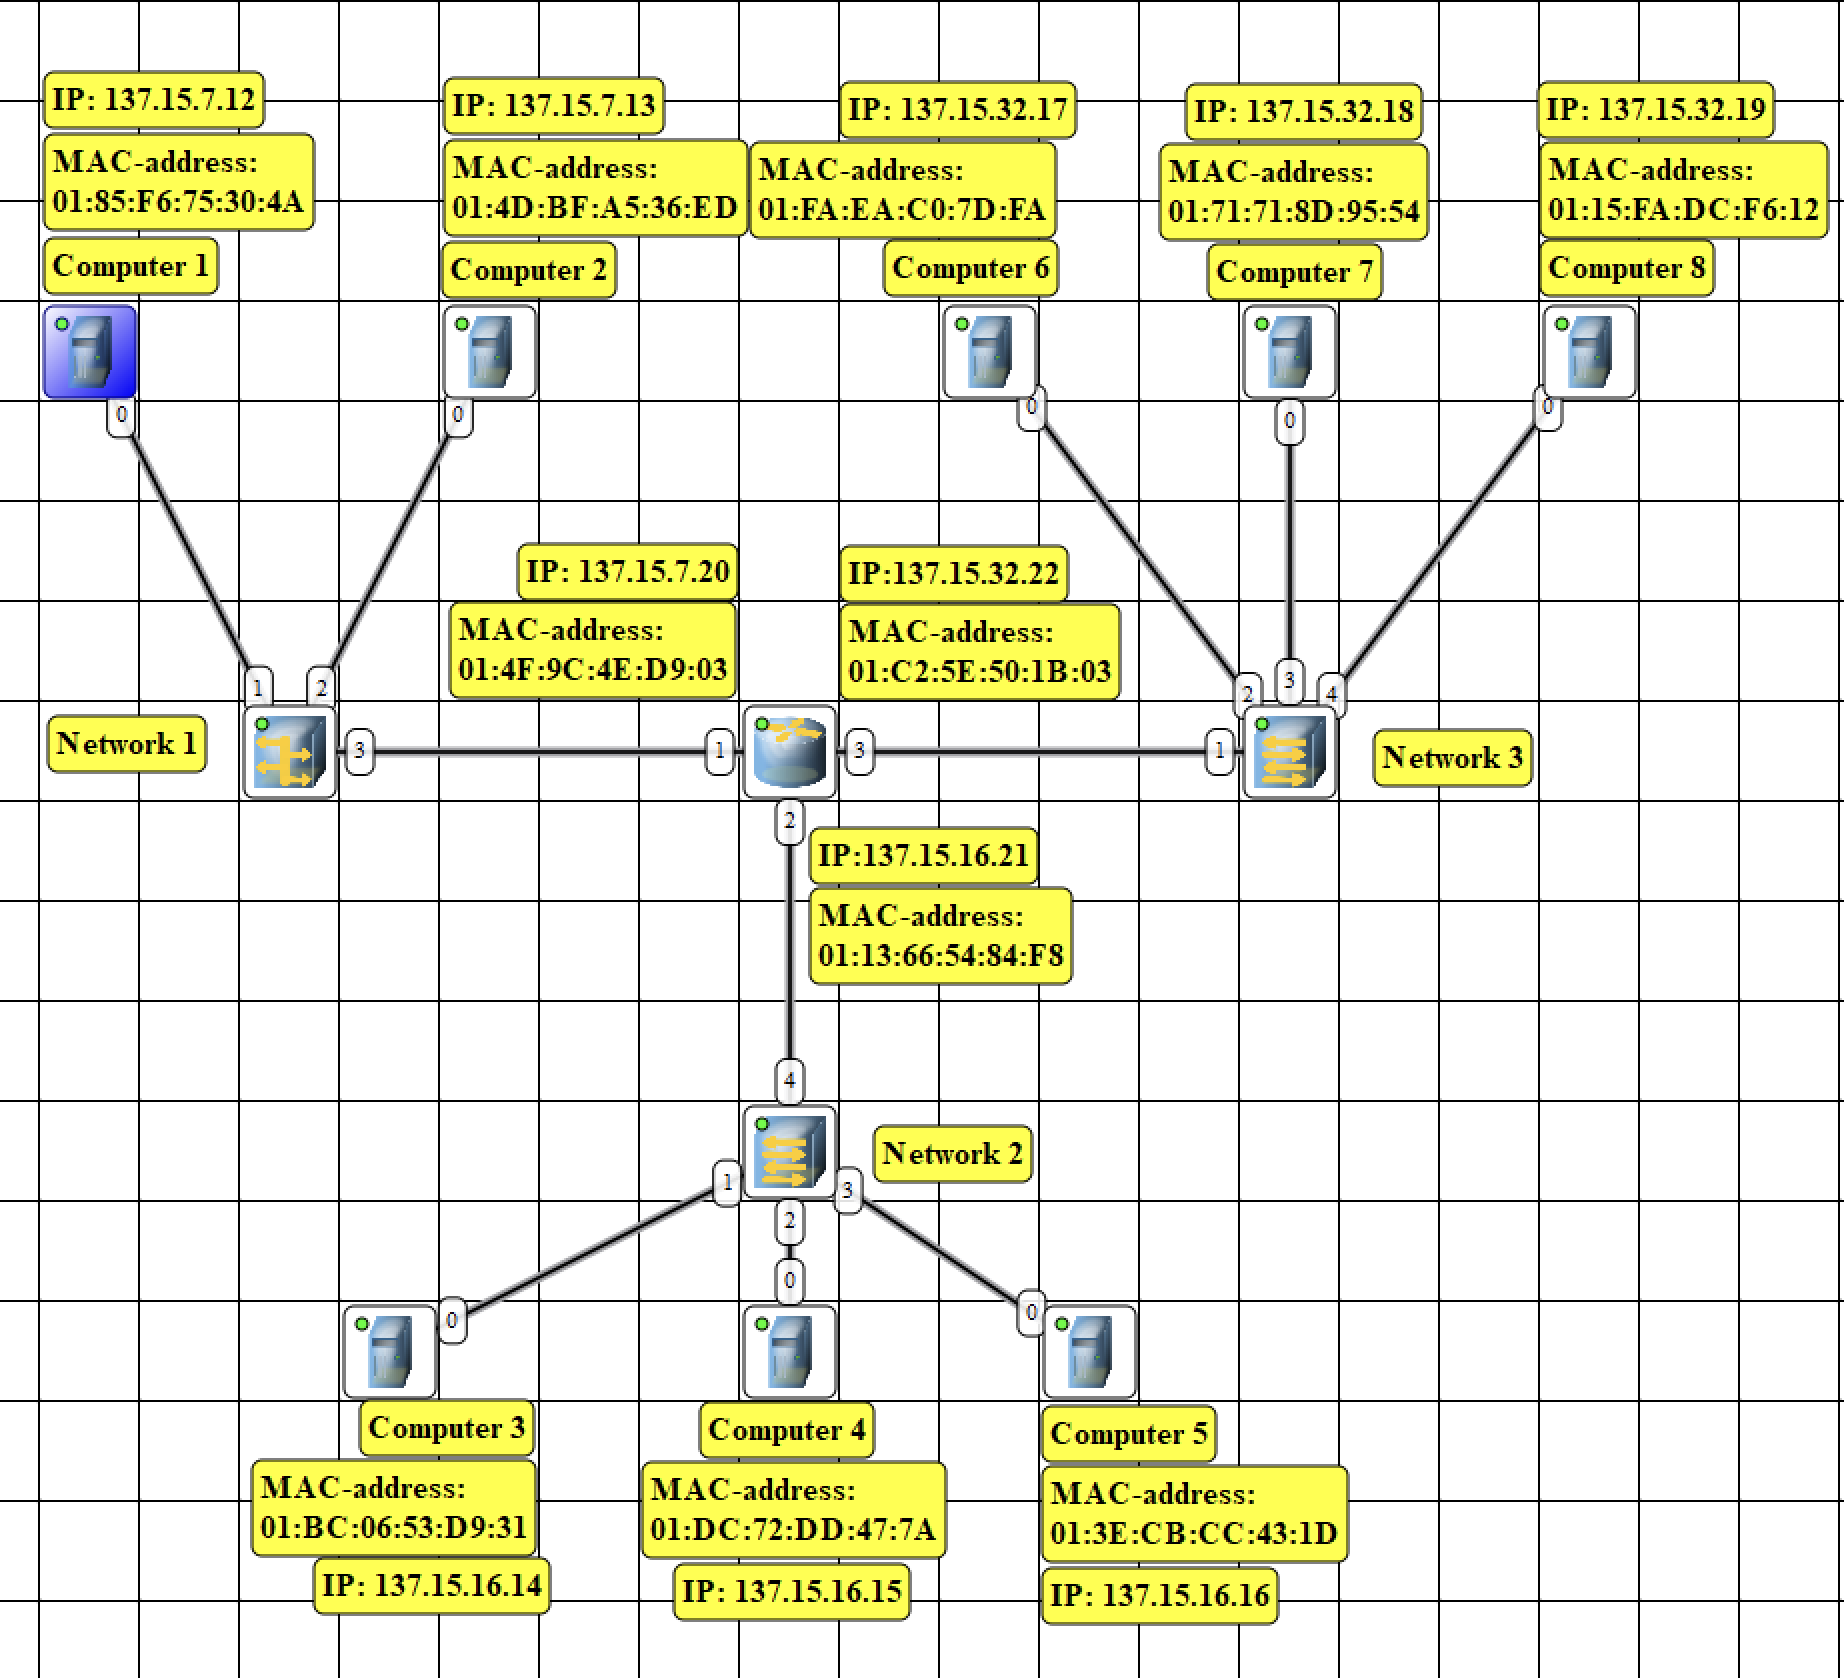 IP: 137.15.7.12
MAC-address:
01:85:F6:75:30:4A
Computer 1
0
IP: 137.15.7.13
MAC-address:
01:4D:BF:A5:36:ED
Computer 2
0
IP: 137.15.32.17
MAC-address:
01:FA:EA:C0:7D:FA
Computer 6
0
IP: 137.15.32.18
MAC-address:
01:71:71:8D:95:54
Computer 7
0
IP: 137.15.32.19
MAC-address:
01:15:FA:DC:F6:12
Computer 8
0
IP: 137.15.7.20
MAC-address:
01:4F:9C:4E:D9:03
IP:137.15.32.22
MAC-address:
01:C2:5E:50:1B:03
1
2
2
3
4
Network 1
3
1
3
1
Network 3
2
IP:137.15.16.21
MAC-address:
01:13:66:54:84:F8
4
Network 2
1
2
3
0
0
0
Computer 3
MAC-address:
01:BC:06:53:D9:31
IP: 137.15.16.14
Computer 4
MAC-address:
01:DC:72:DD:47:7A
IP: 137.15.16.15
Computer 5
MAC-address:
01:3E:CB:CC:43:1D
IP: 137.15.16.16